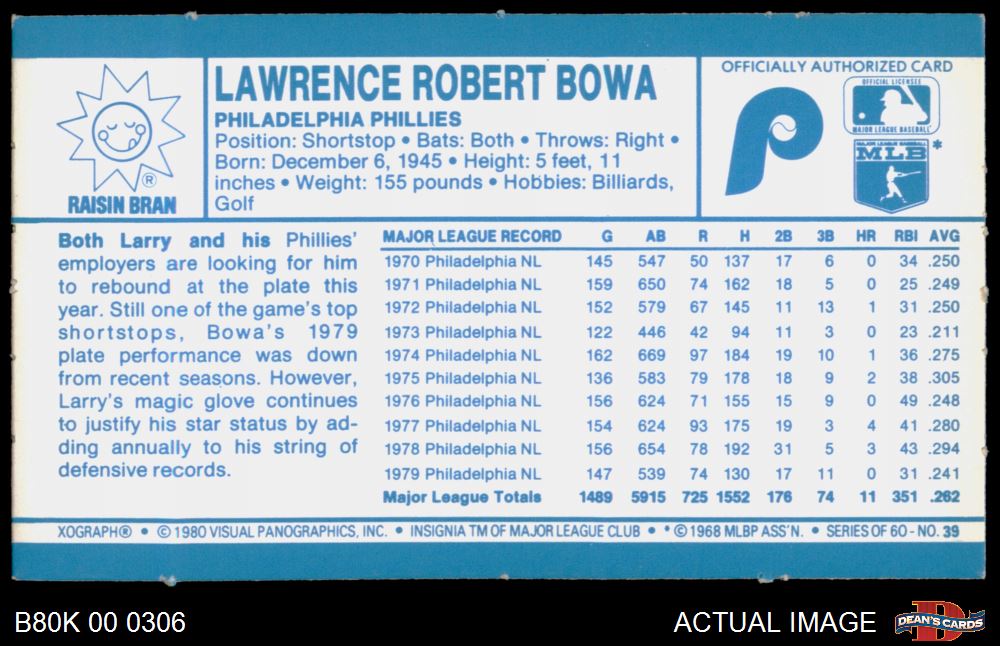 RAISIN BRAN
®
LAWRENCE ROBERT BOWA
PHILADELPHIA PHILLIES
Position: Shortstop • Bats: Both • Throws: Right •
Born: December 6, 1945 • Height: 5 feet, 11
inches • Weight: 155 pounds • Hobbies: Billiards,
Golf
OFFICIALLY AUTHORIZED CARD
P
OFFICIAL LICENSEE
MAJOR LEAGUE BASEBALL
MAJOR LEAGUE BASEBALL
MLB *
Both Larry and his Phillies'
employers are looking for him
to rebound at the plate this
year. Still one of the game's top
shortstops, Bowa's 1979
plate performance was down
from recent seasons. However,
Larry's magic glove continues
to justify his star status by ad-
ding annually to his string of
defensive records.
MAJOR LEAGUE RECORD G AB R H 2B 3B HR RBI AVG
1970 Philadelphia NL 145 547 50 137 17 6 0 34 .250
1971 Philadelphia NL 159 650 74 162 18 5 0 25 .249
1972 Philadelphia NL 152 579 67 145 11 13 1 31 .250
1973 Philadelphia NL 122 446 42 94 11 3 0 23 .211
1974 Philadelphia NL 162 669 97 184 19 10 1 36 .275
1975 Philadelphia NL 136 583 79 178 18 9 2 38 .305
1976 Philadelphia NL 156 624 71 155 15 9 0 49 .248
1977 Philadelphia NL 154 624 93 175 19 3 4 41 .280
1978 Philadelphia NL 156 654 78 192 31 5 3 43 .294
1979 Philadelphia NL 147 539 74 130 17 11 0 31 .241
Major League Totals 1489 5915 725 1552 176 74 11 351 .262
XOGRAPH® • © 1980 VISUAL PANOGRAPHICS, INC. • INSIGNIA TM OF MAJOR LEAGUE CLUB • * © 1968 MLBP ASS'N. • SERIES OF 60 - NO. 39
B80K 00 0306
ACTUAL IMAGE
D
DEAN'S CARDS